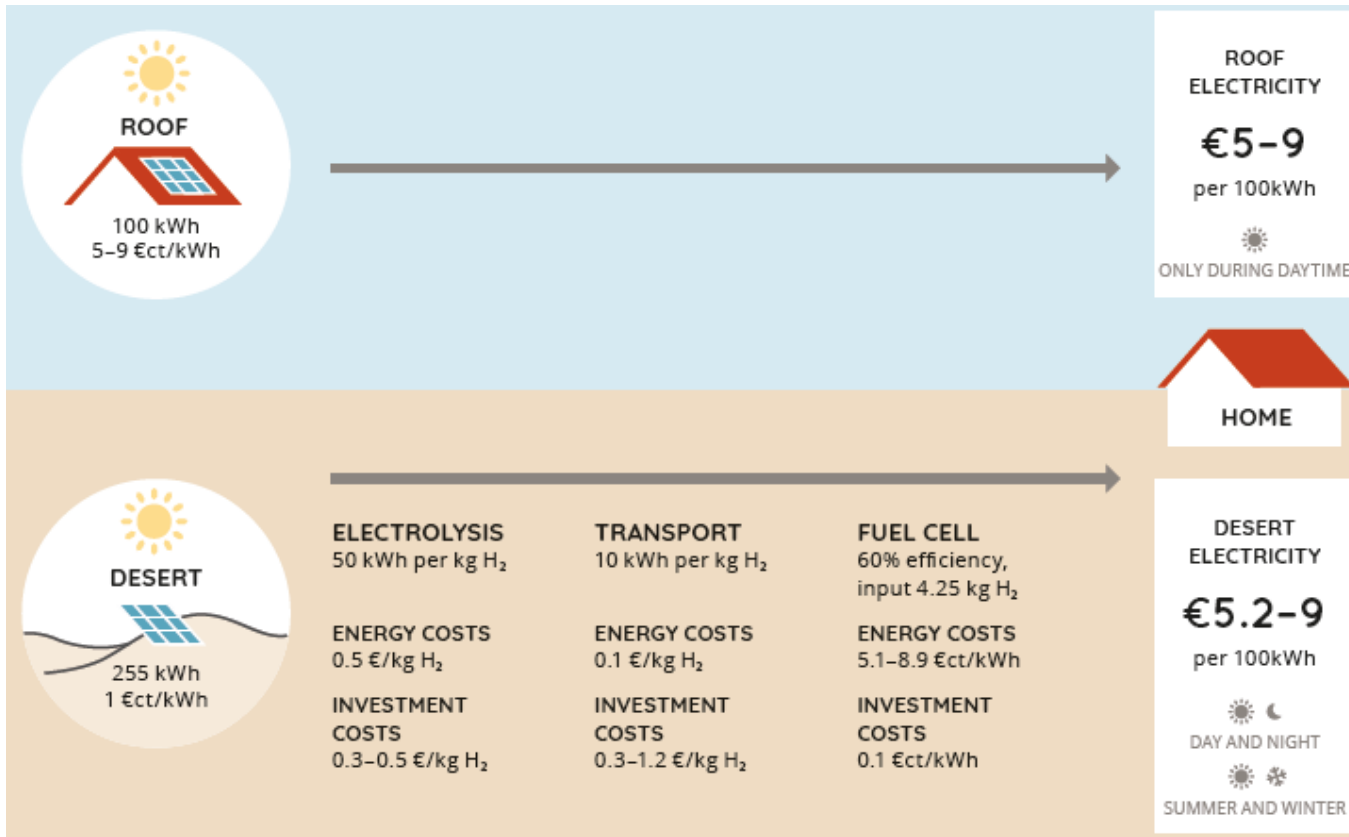 ROOF
100 kWh
5–9 €ct/kWh
ROOF
ELECTRICITY
€5–9
per 100kWh
ONLY DURING DAYTIME
HOME
DESERT
255 kWh
1 €ct/kWh
ELECTROLYSIS
50 kWh per kg H₂
ENERGY COSTS
0.5 €/kg H₂
INVESTMENT
COSTS
0.3–0.5 €/kg H₂
TRANSPORT
10 kWh per kg H₂
ENERGY COSTS
0.1 €/kg H₂
INVESTMENT
COSTS
0.3–1.2 €/kg H₂
FUEL CELL
60% efficiency,
input 4.25 kg H₂
ENERGY COSTS
5.1–8.9 €ct/kWh
INVESTMENT
COSTS
0.1 €ct/kWh
DESERT
ELECTRICITY
€5.2–9
per 100kWh
DAY AND NIGHT
SUMMER AND WINTER